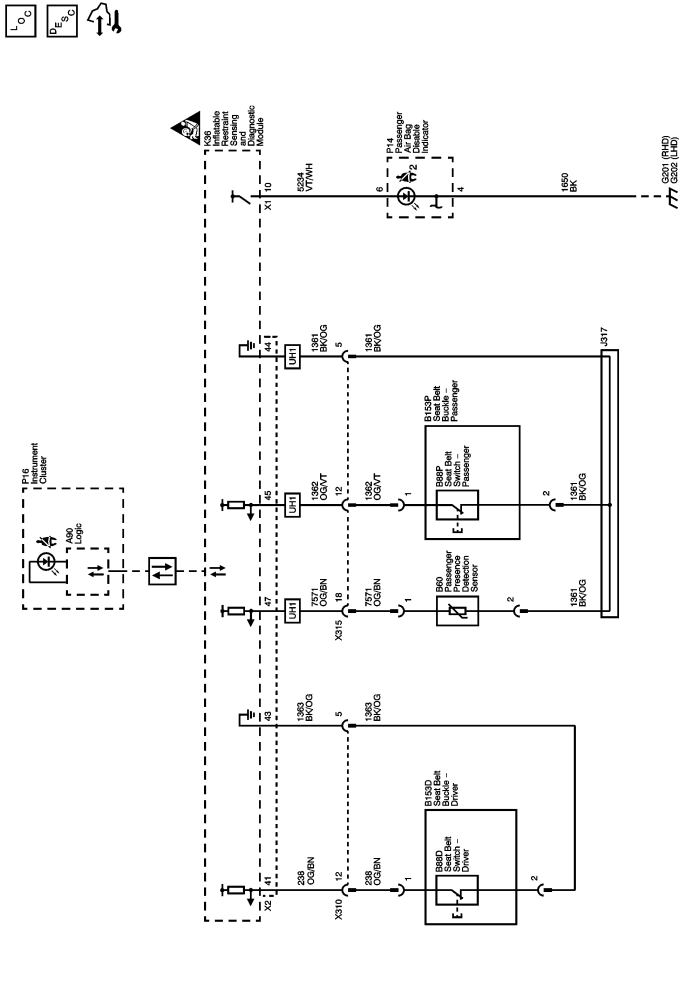 L O C
D E S C
K36
Inflatable
Restraint
Sensing
and
Diagnostic
Module
P14
Passenger
Air Bag
Disable
Indicator
2
X1
10
5234
VT/WH
6
4
1650
BK
G201 (RHD)
G202 (LHD)
P16
Instrument
Cluster
A90
Logic
44
UH1
1361
BK/OG
5
1361
BK/OG
J317
45
UH1
1362
OG/VT
12
1362
OG/VT
1
B153P
Seat Belt
Buckle –
Passenger
B88P
Seat Belt
Switch –
Passenger
2
1361
BK/OG
47
UH1
7571
OG/BN
18
X315
7571
OG/BN
1
B60
Passenger
Presence
Detection
Sensor
2
1361
BK/OG
43
1363
BK/OG
5
1363
BK/OG
X2
41
238
OG/BN
12
X310
238
OG/BN
1
B153D
Seat Belt
Buckle –
Driver
B88D
Seat Belt
Switch –
Driver
2